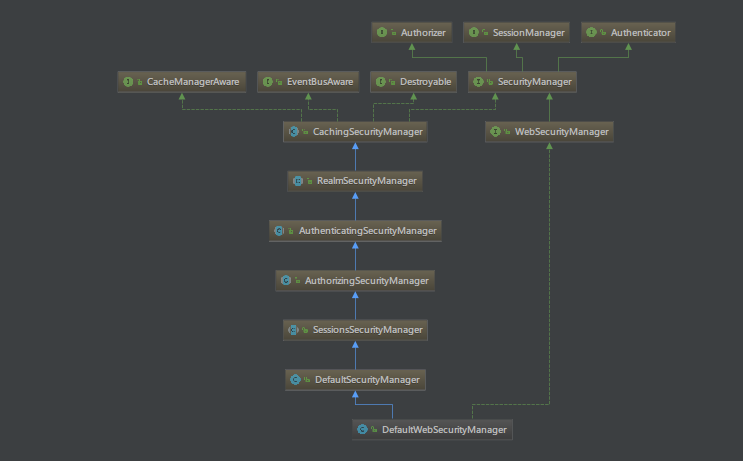 Authorizer
SessionManager
Authenticator
CacheManagerAware
EventBusAware
Destroyable
SecurityManager
CachingSecurityManager
WebSecurityManager
RealmSecurityManager
AuthenticatingSecurityManager
AuthorizingSecurityManager
SessionsSecurityManager
DefaultSecurityManager
DefaultWebSecurityManager